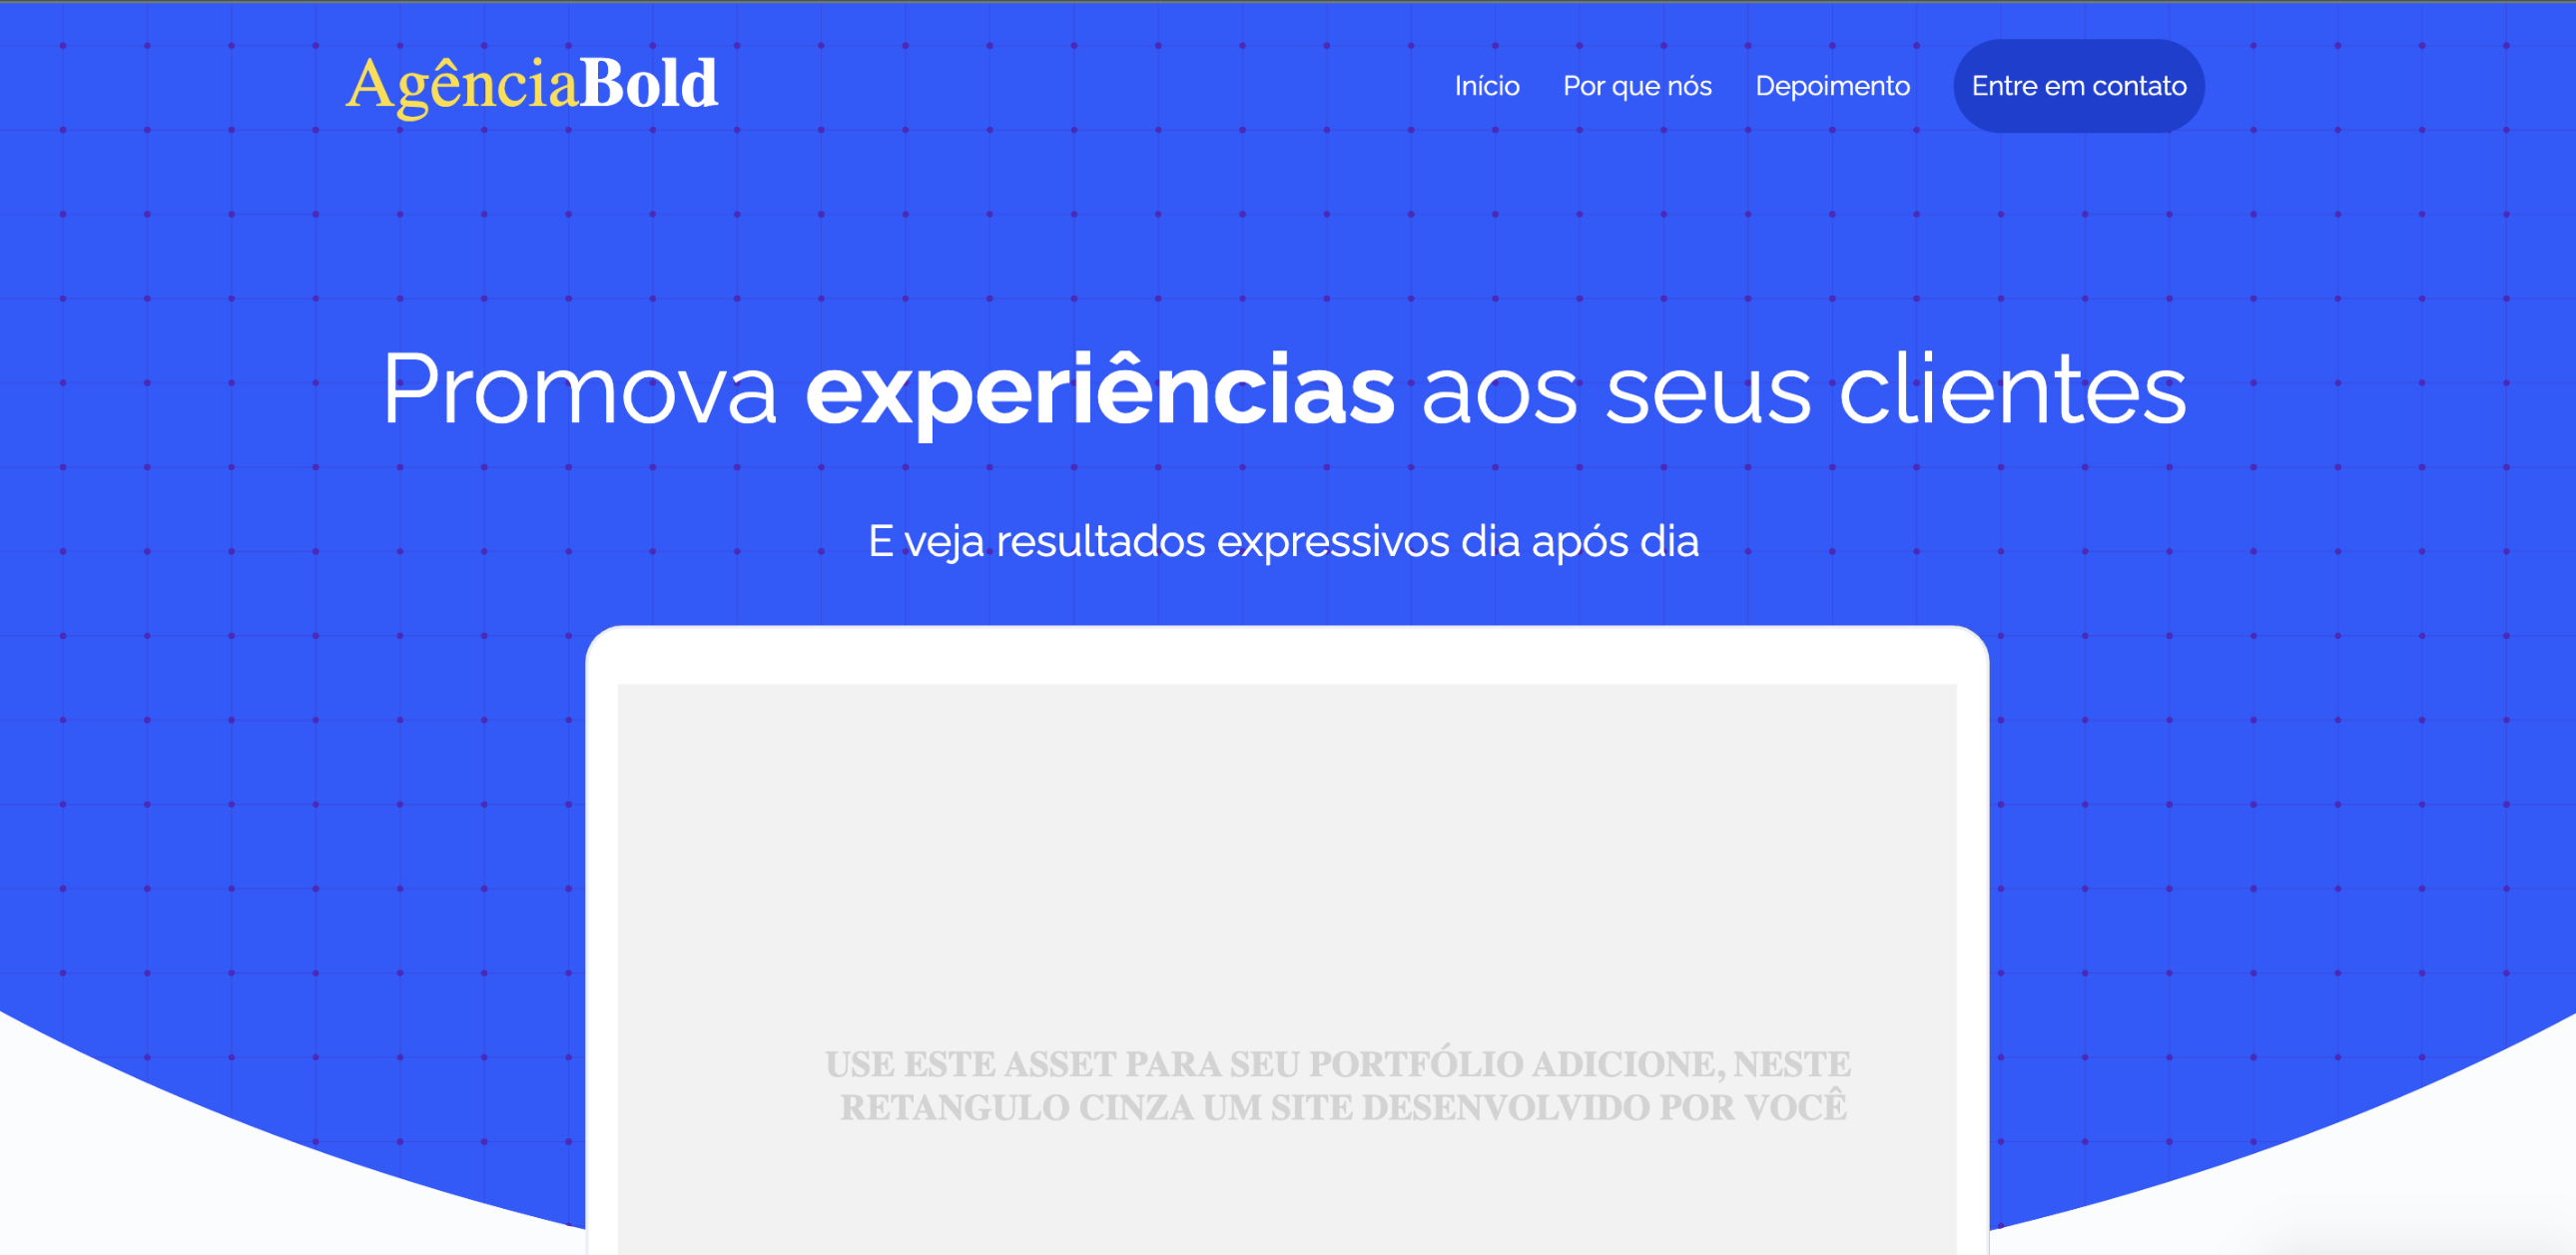 AgênciaBold
Início Por que nós Depoimento Entre em contato
Promova experiências aos seus clientes
E veja resultados expressivos dia após dia
USE ESTE ASSET PARA SEU PORTFÓLIO ADICIONE, NESTE
RETANGULO CINZA UM SITE DESENVOLVIDO POR VOCÊ